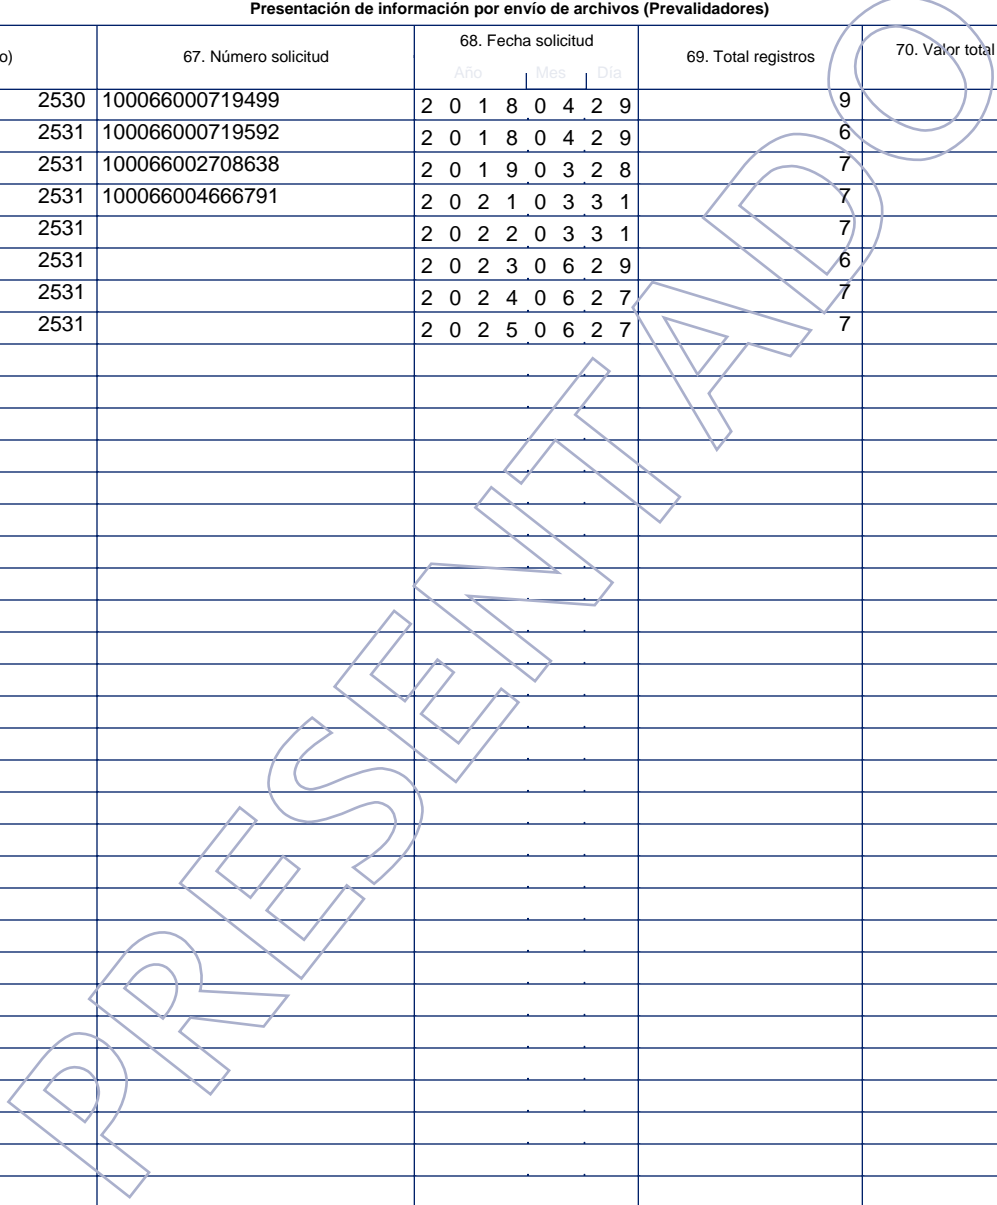 Presentación de información por envío de archivos (Prevalidadores)
o) 67. Número solicitud 68. Fecha solicitud 69. Total registros 70. Valor total
Año Mes Día
2530 100066000719499 2 0 1 8 0 4 2 9 9
2531 100066000719592 2 0 1 8 0 4 2 9 6
2531 100066002708638 2 0 1 9 0 3 2 8 7
2531 100066004666791 2 0 2 1 0 3 3 1 7
2531 2 0 2 2 0 3 3 1 7
2531 2 0 2 3 0 6 2 9 6
2531 2 0 2 4 0 6 2 7 7
2531 2 0 2 5 0 6 2 7 7
PRESENTADO